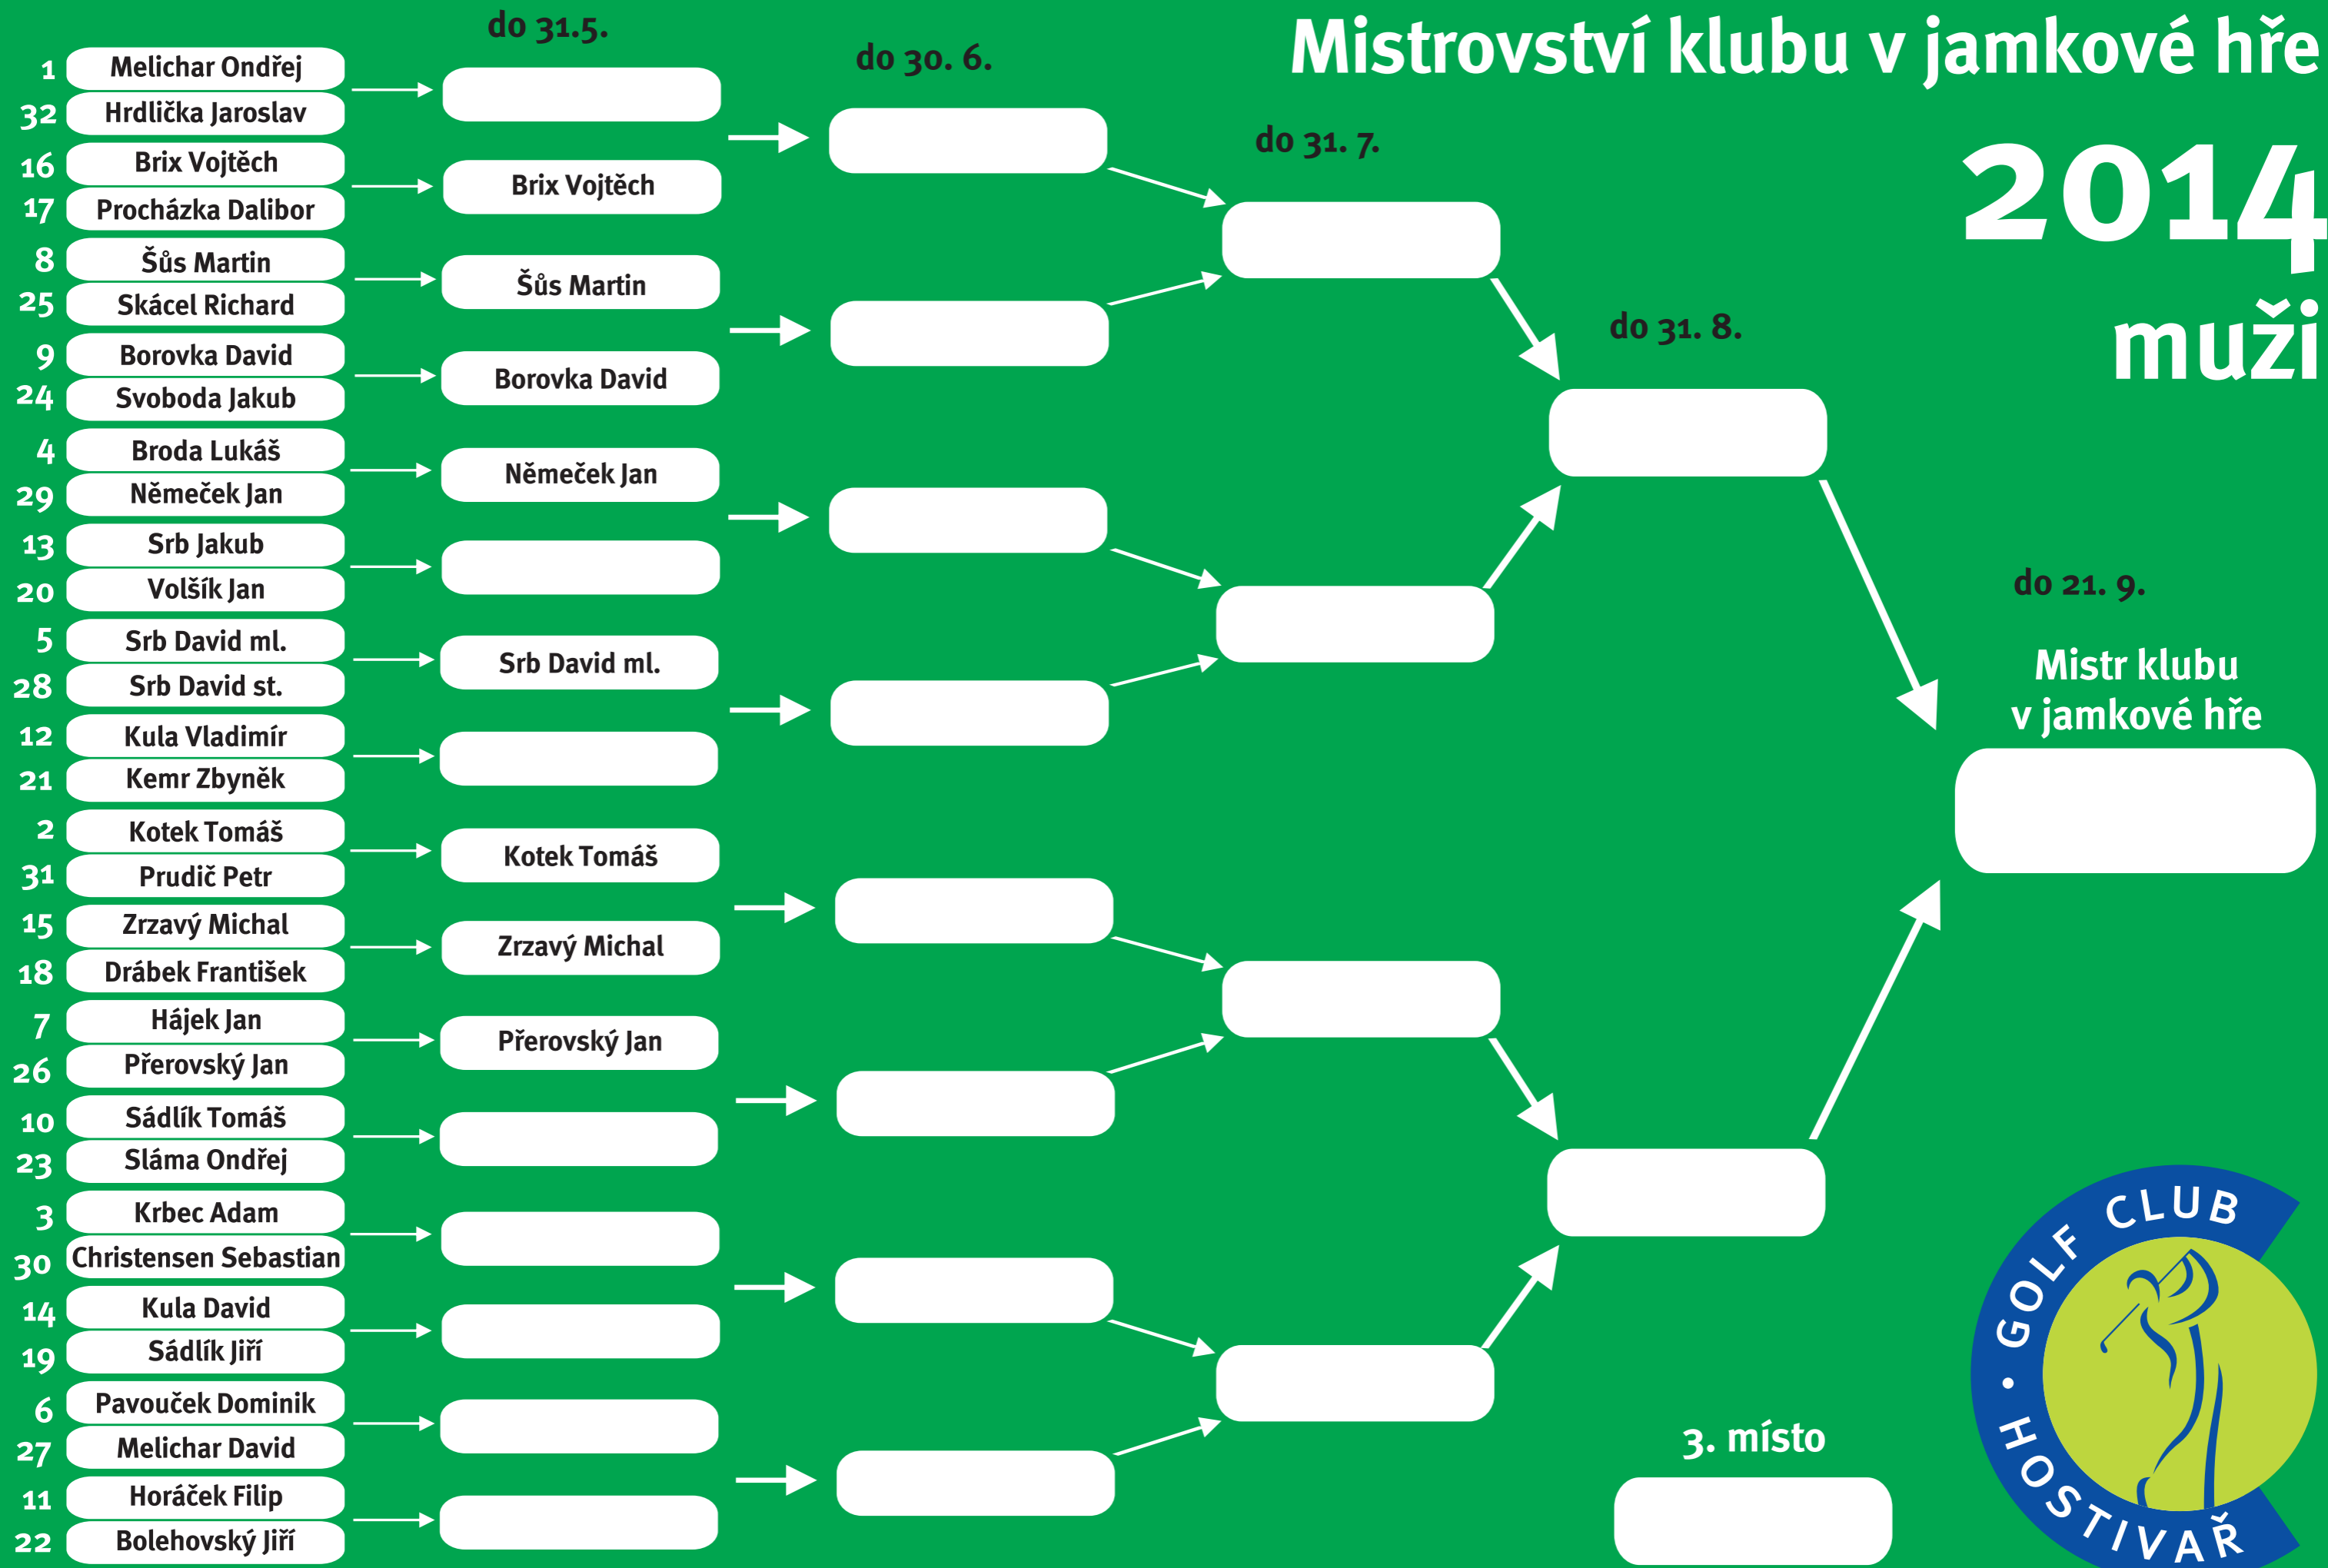 Mistrovství klubu v jamkové hře
2014
muži
do 31.5.
do 30. 6.
do 31. 7.
do 31. 8.
do 21. 9.
1 Melichar Ondřej
32 Hrdlička Jaroslav
16 Brix Vojtěch
17 Procházka Dalibor
8 Šůs Martin
25 Skácel Richard
9 Borovka David
24 Svoboda Jakub
4 Broda Lukáš
29 Němeček Jan
13 Srb Jakub
20 Volšík Jan
5 Srb David ml.
28 Srb David st.
12 Kula Vladimír
21 Kemr Zbyněk
2 Kotek Tomáš
31 Prudič Petr
15 Zrzavý Michal
18 Drábek František
7 Hájek Jan
26 Přerovský Jan
10 Sádlík Tomáš
23 Sláma Ondřej
3 Krbec Adam
30 Christensen Sebastian
14 Kula David
19 Sádlík Jiří
6 Pavouček Dominik
27 Melichar David
11 Horáček Filip
22 Bolehovský Jiří
Brix Vojtěch
Šůs Martin
Borovka David
Němeček Jan
Srb David ml.
Kotek Tomáš
Zrzavý Michal
Přerovský Jan
Mistr klubu
v jamkové hře
3. místo
GOLF CLUB
• HOSTIVAŘ